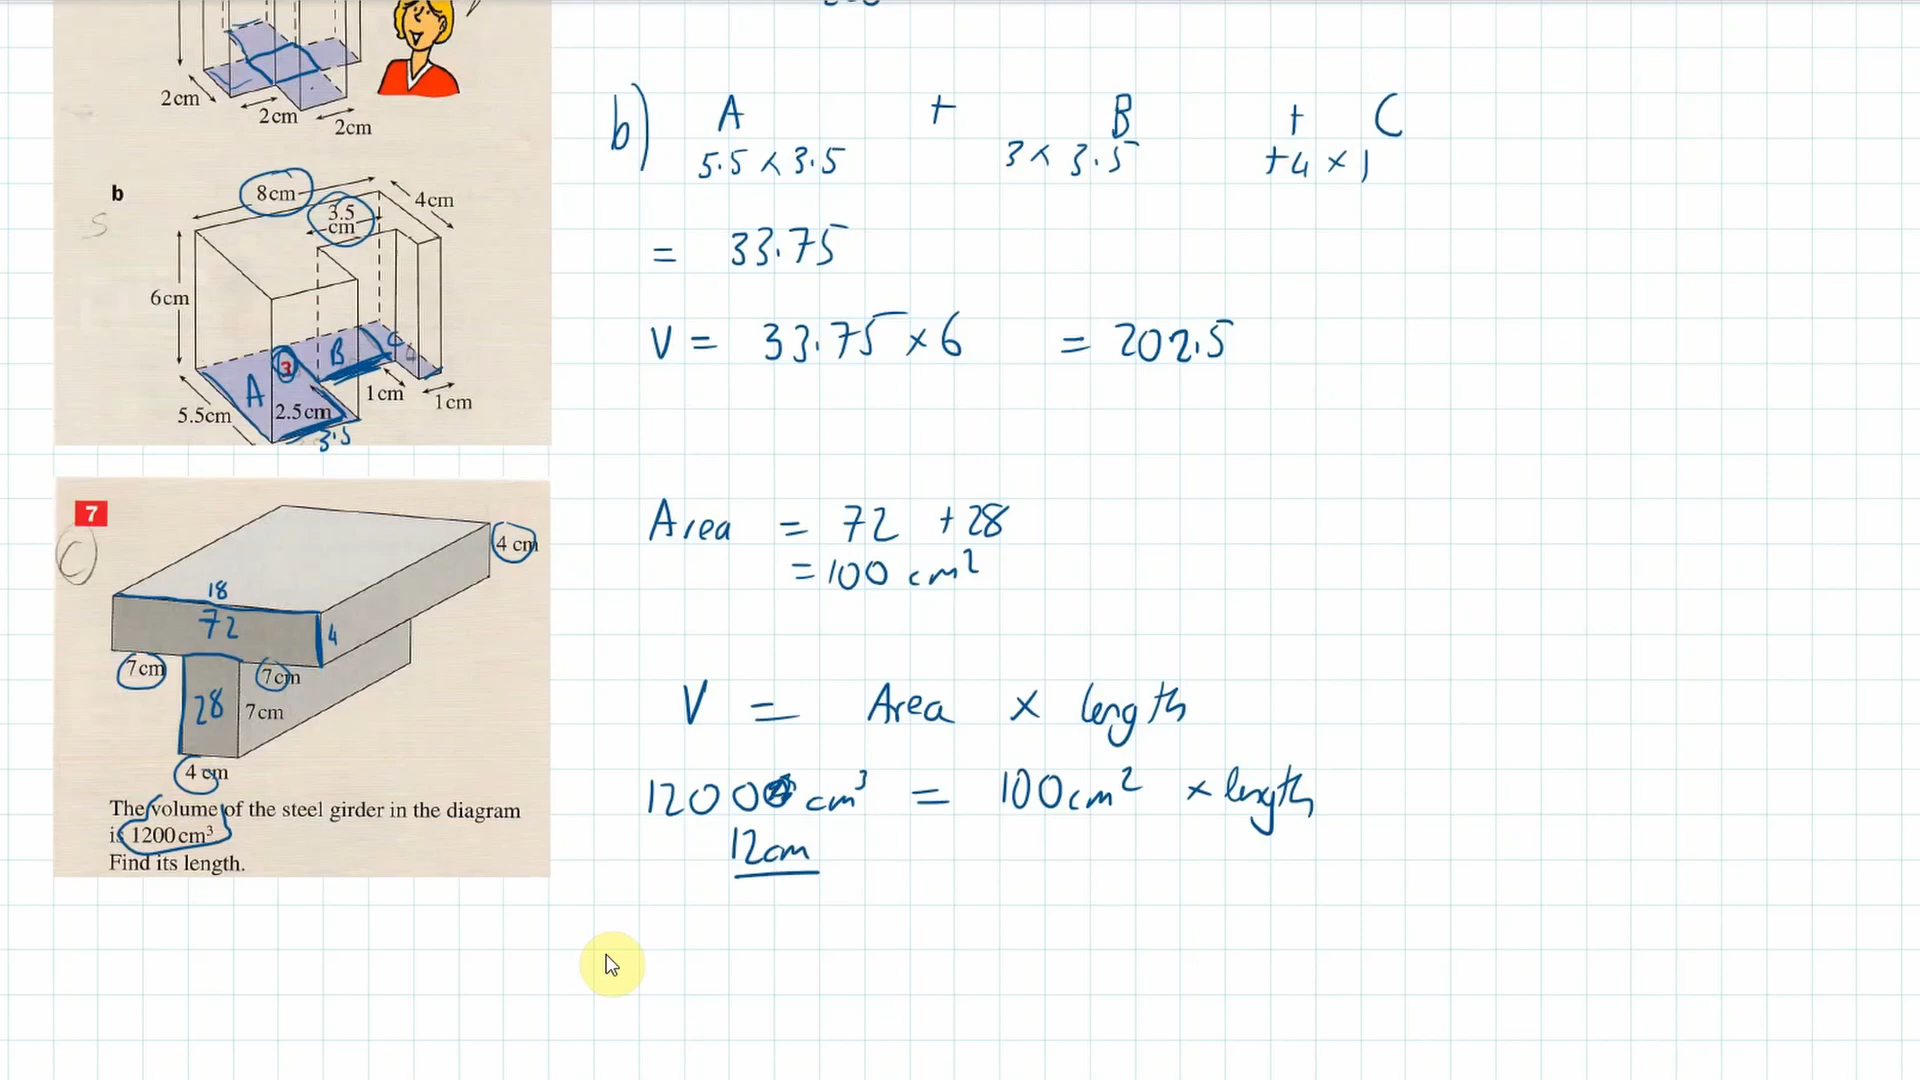 2cm
2cm
2cm
b
8cm
3.5
cm
4cm
6cm
A
3
B
C
5.5cm
2.5cm
1cm
1cm
3.5
7
4 cm
18
72
4
7cm
7cm
28
7cm
4 cm
The volume of the steel girder in the diagram
is 1200cm³
Find its length.
b) A + B + C
5.5 × 3.5 3 × 3.5 +4 × 1
= 33.75
V = 33.75 × 6 = 202.5
Area = 72 + 28
= 100 cm²
V = Area × length
1200 cm³ = 100cm² × length
12cm